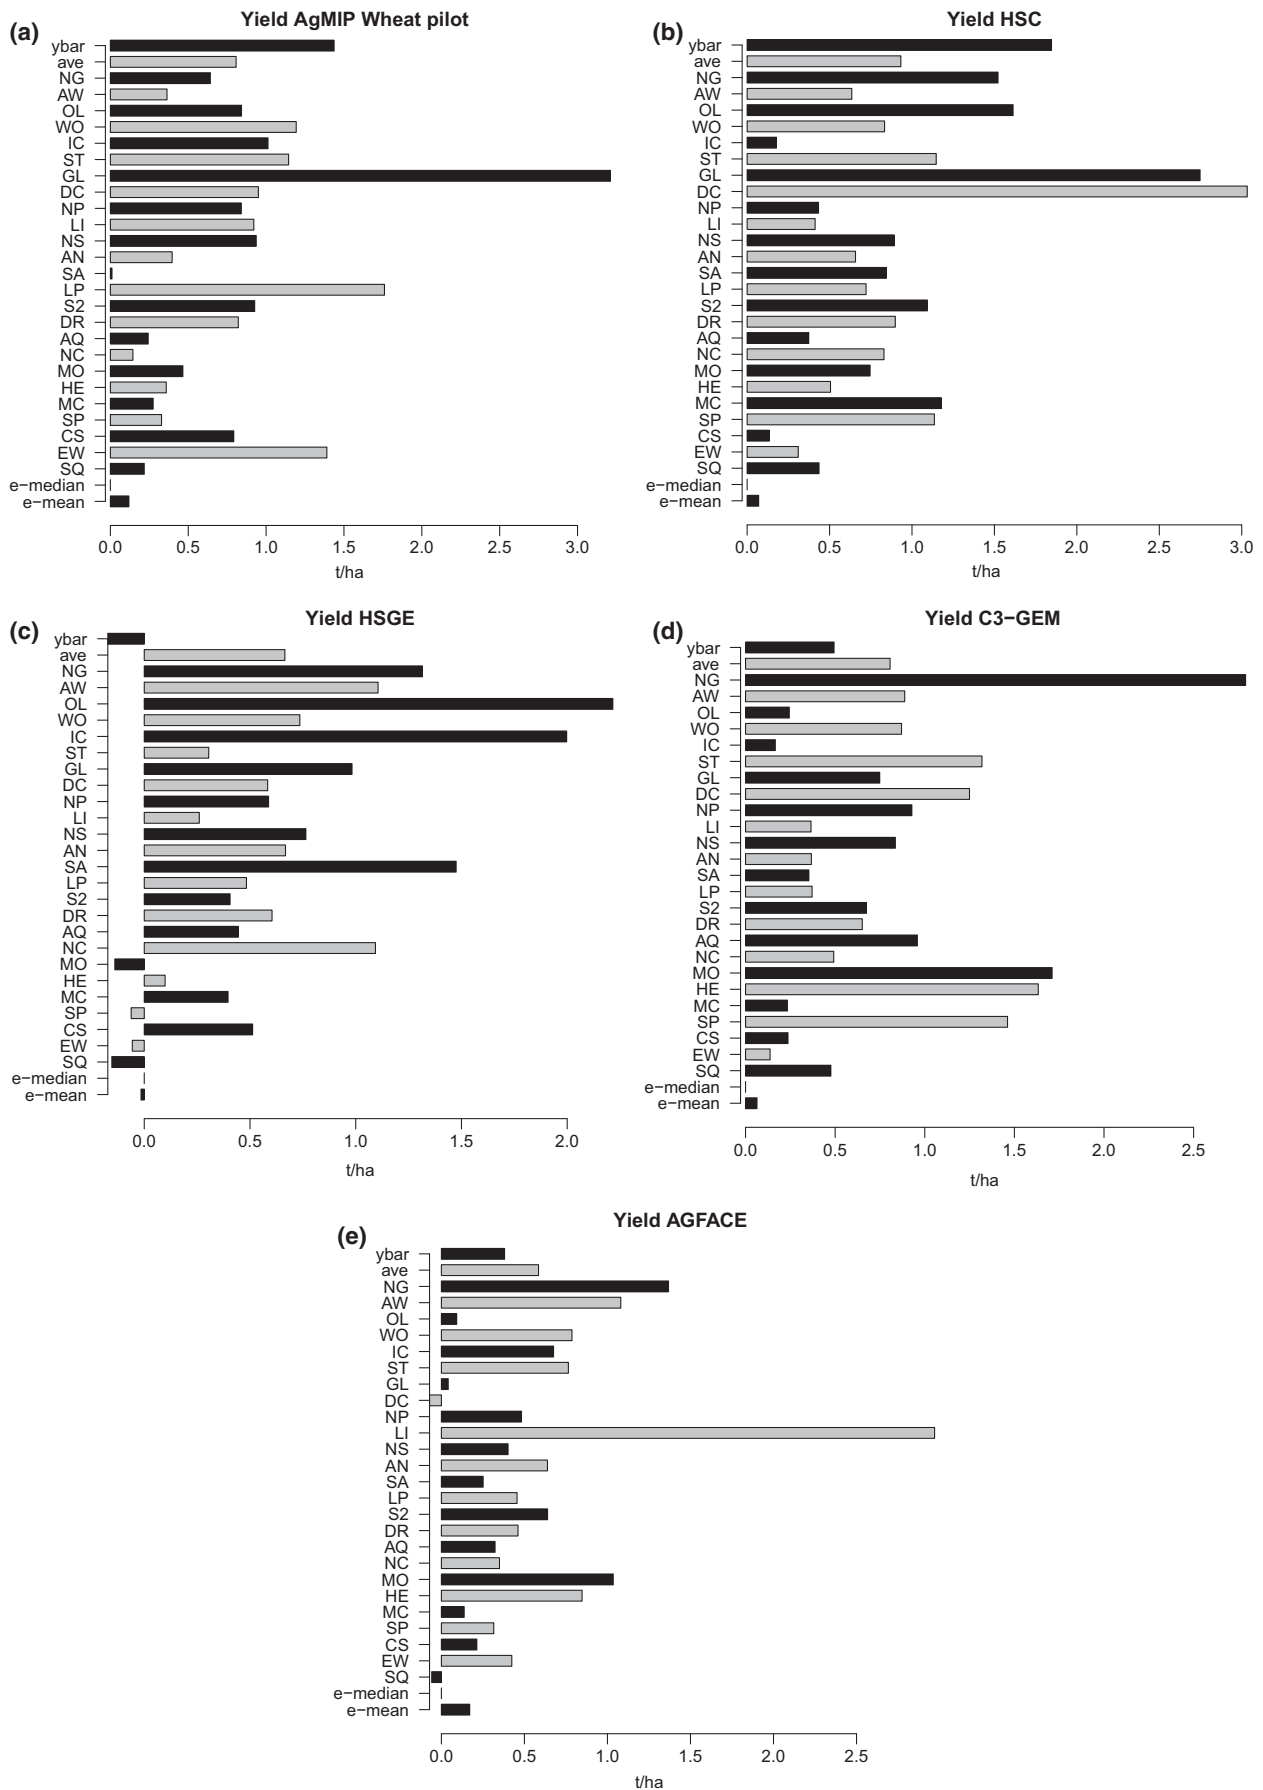 (a)
Yield AgMIP Wheat pilot
ybar
ave
NG
AW
OL
WO
IC
ST
GL
DC
NP
LI
NS
AN
SA
LP
S2
DR
AQ
NC
MO
HE
MC
SP
CS
EW
SQ
e−median
e−mean
0.0 0.5 1.0 1.5 2.0 2.5 3.0
t/ha
(b)
Yield HSC
ybar
ave
NG
AW
OL
WO
IC
ST
GL
DC
NP
LI
NS
AN
SA
LP
S2
DR
AQ
NC
MO
HE
MC
SP
CS
EW
SQ
e−median
e−mean
0.0 0.5 1.0 1.5 2.0 2.5 3.0
t/ha
(c)
Yield HSGE
ybar
ave
NG
AW
OL
WO
IC
ST
GL
DC
NP
LI
NS
AN
SA
LP
S2
DR
AQ
NC
MO
HE
MC
SP
CS
EW
SQ
e−median
e−mean
0.0 0.5 1.0 1.5 2.0
t/ha
(d)
Yield C3−GEM
ybar
ave
NG
AW
OL
WO
IC
ST
GL
DC
NP
LI
NS
AN
SA
LP
S2
DR
AQ
NC
MO
HE
MC
SP
CS
EW
SQ
e−median
e−mean
0.0 0.5 1.0 1.5 2.0 2.5
t/ha
(e)
Yield AGFACE
ybar
ave
NG
AW
OL
WO
IC
ST
GL
DC
NP
LI
NS
AN
SA
LP
S2
DR
AQ
NC
MO
HE
MC
SP
CS
EW
SQ
e−median
e−mean
0.0 0.5 1.0 1.5 2.0 2.5
t/ha